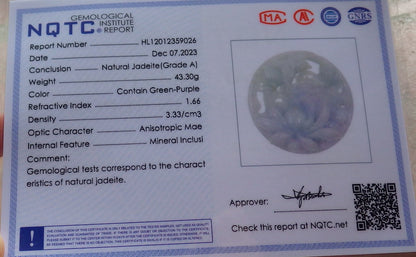 NQTC GEMOLOGICAL INSTITUTE REPORT
Report Number HL12012359026
Date Dec 07.2023
Conclusion Natural Jadeite(Grade A)
Weight 43.30g
Color Contain Green-Purple
Refractive Index 1.66
Density 3.33/cm3
Optic Character Anisotropic Mae
Internal Feature Mineral Inclusi
Comment:
Gemological tests correspond to the charact
eristics of natural jadeite.
MA
GNRS
Approver:
Check this report at NQTC.net